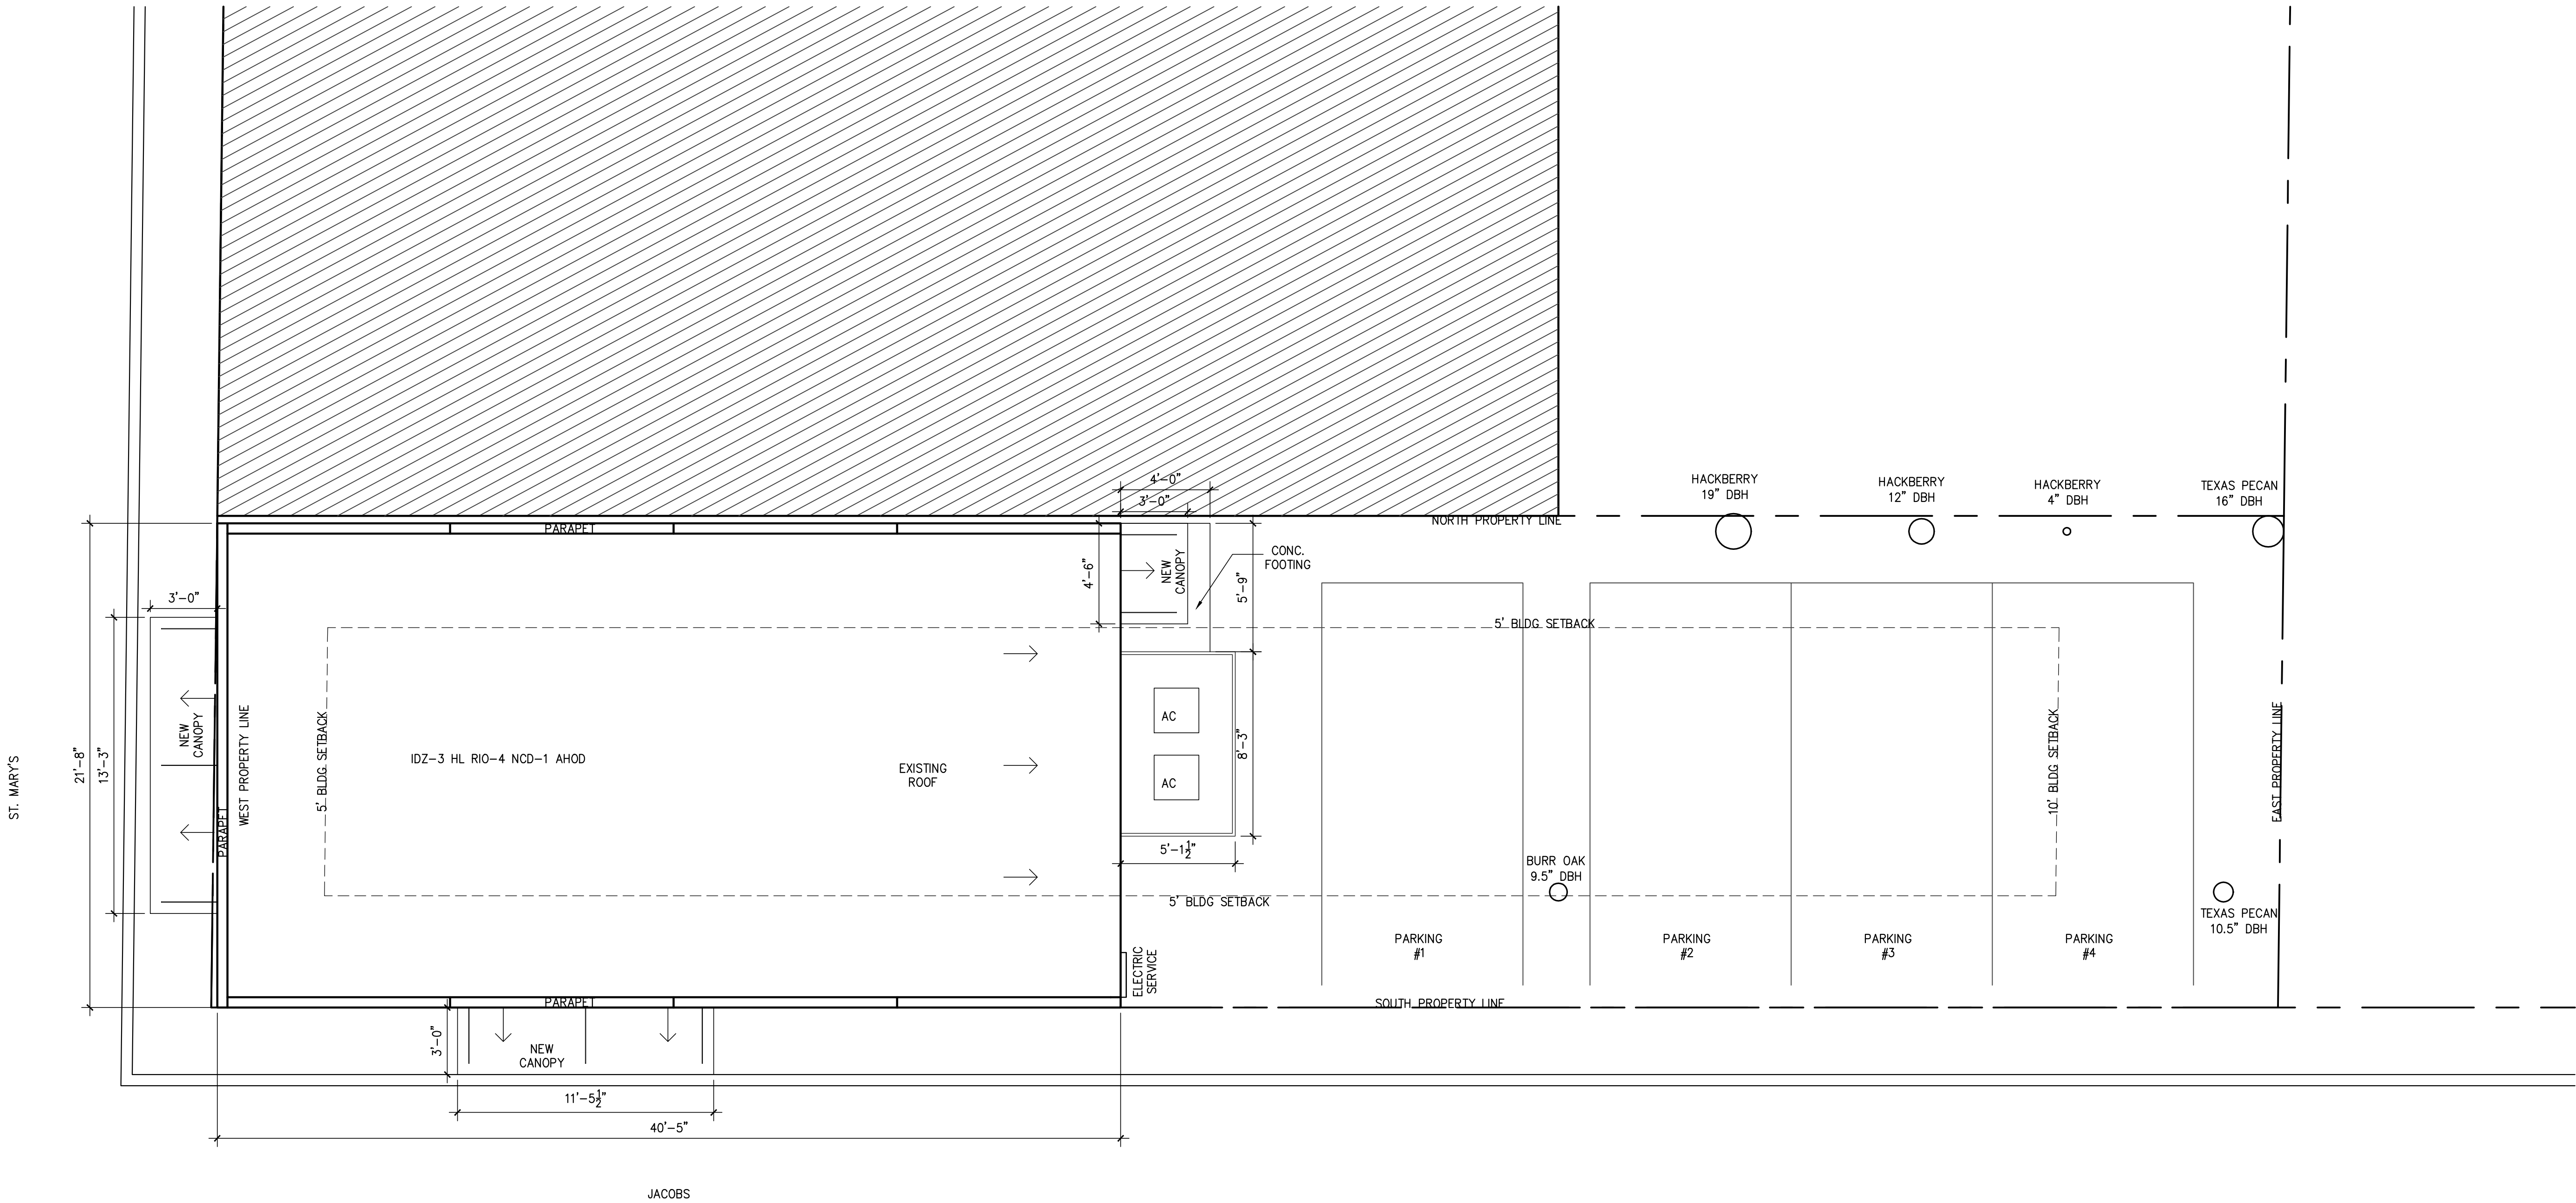 HACKBERRY
19" DBH
HACKBERRY
12" DBH
HACKBERRY
4" DBH
TEXAS PECAN
16" DBH
4'-0"
3'-0"
PARAPET
NORTH PROPERTY LINE
CONC.
FOOTING
NEW
CANOPY
4'-6"
5'-9"
3'-0"
5' BLDG SETBACK
NEW
CANOPY
WEST PROPERTY LINE
5' BLDG SETBACK
21'-8"
13'-3"
ST. MARY'S
PARAPET
IDZ-3 HL RIO-4 NCD-1 AHOD
EXISTING
ROOF
AC
AC
8'-3"
5'-1½"
10' BLDG SETBACK
EAST PROPERTY LINE
BURR OAK
9.5" DBH
5' BLDG SETBACK
TEXAS PECAN
10.5" DBH
PARKING
#1
PARKING
#2
PARKING
#3
PARKING
#4
ELECTRIC
SERVICE
PARAPET
SOUTH PROPERTY LINE
3'-0"
NEW
CANOPY
11'-5½"
40'-5"
JACOBS